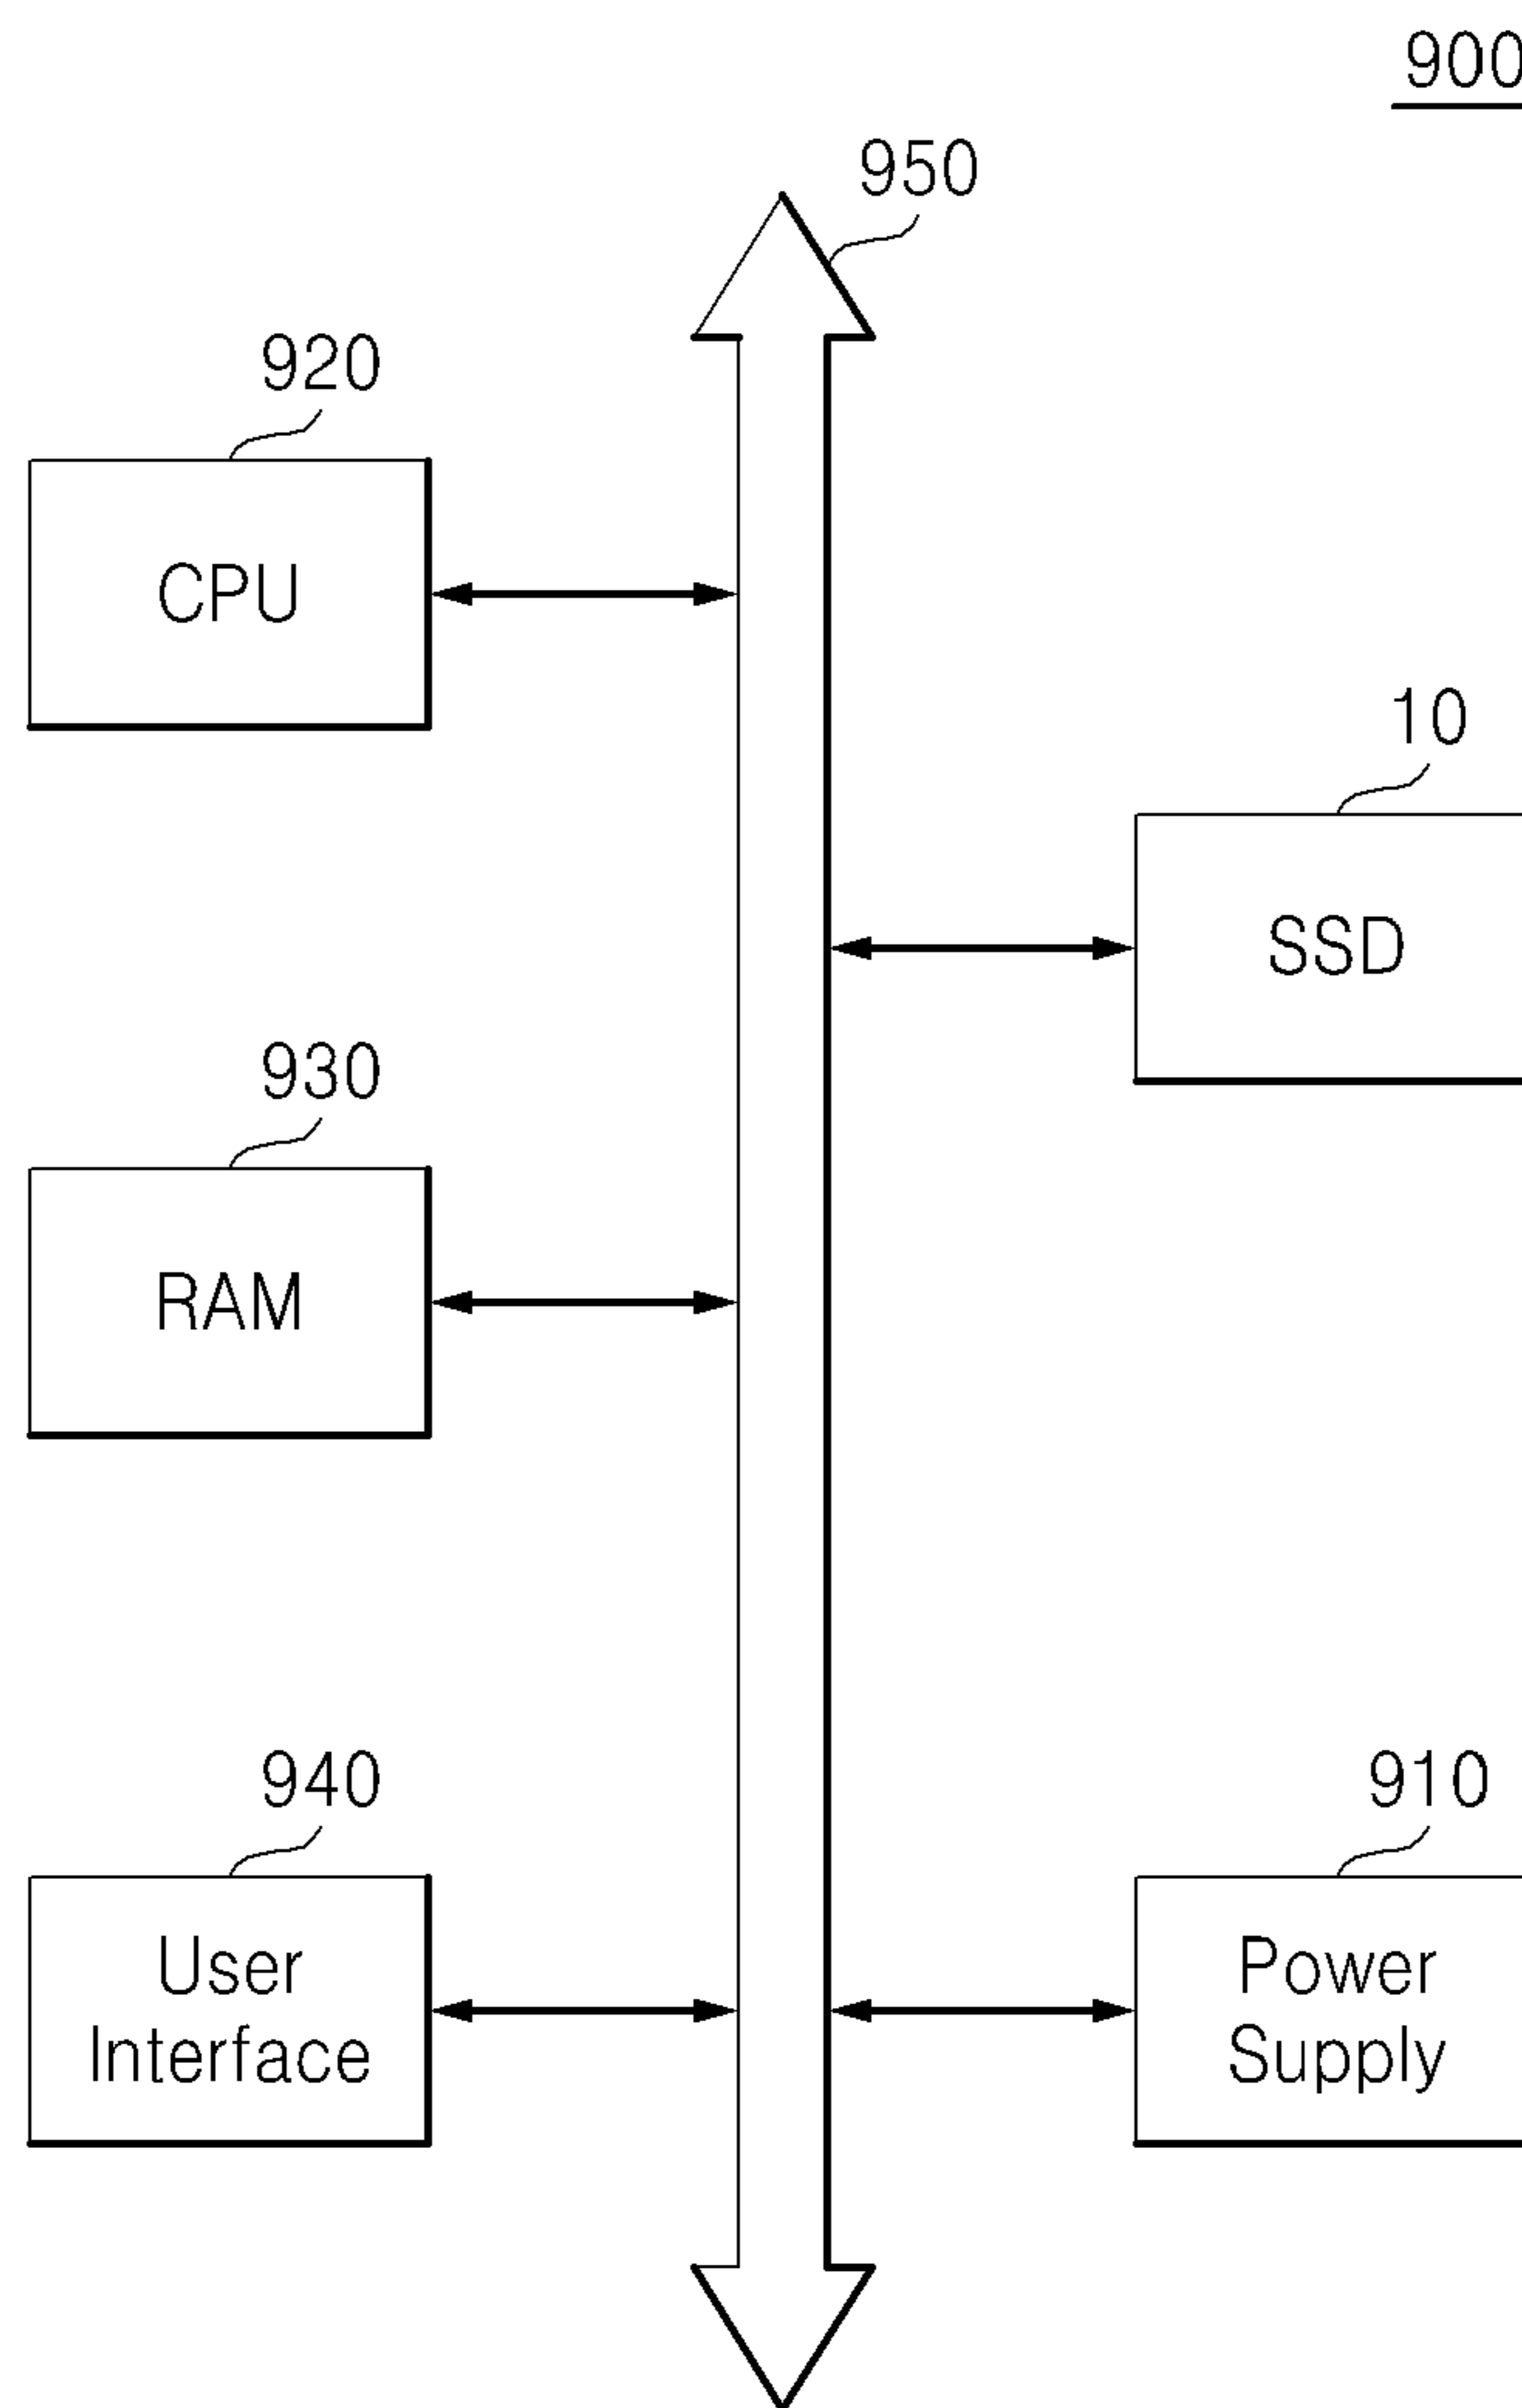 900
950
920
CPU
10
SSD
930
RAM
940
User
Interface
910
Power
Supply